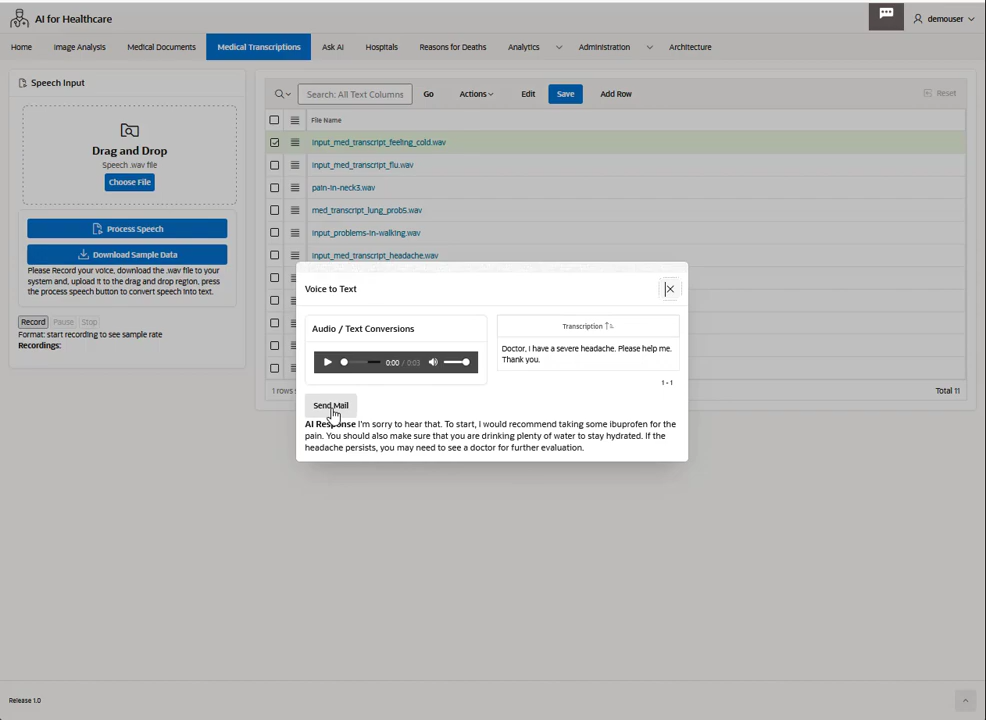 AI for Healthcare
demouser
Home
Image Analysis
Medical Documents
Medical Transcriptions
Ask AI
Hospitals
Reasons for Deaths
Analytics
Administration
Architecture
Speech Input
Drag and Drop
Speech .wav file
Choose File
Process Speech
Download Sample Data
Please Record your voice, download the .wav file to your
system and, upload it to the drag and drop region, press
the process speech button to convert speech into text.
Record Pause Stop
Format: start recording to see sample rate
Recordings:
Search: All Text Columns
Go
Actions
Edit
Save
Add Row
Reset
File Name
input_med_transcript_feeling_cold.wav
input_med_transcript_flu.wav
pain-in-neck3.wav
med_transcript_lung_prob5.wav
input_problems-in-walking.wav
input_med_transcript_headache.wav
1 rows
Total 11
Voice to Text
Audio / Text Conversions
0:00 / 0:03
Transcription
Doctor, I have a severe headache. Please help me.
Thank you.
1 - 1
Send Mail
AI Response I'm sorry to hear that. To start, I would recommend taking some ibuprofen for the
pain. You should also make sure that you are drinking plenty of water to stay hydrated. If the
headache persists, you may need to see a doctor for further evaluation.
Release 1.0